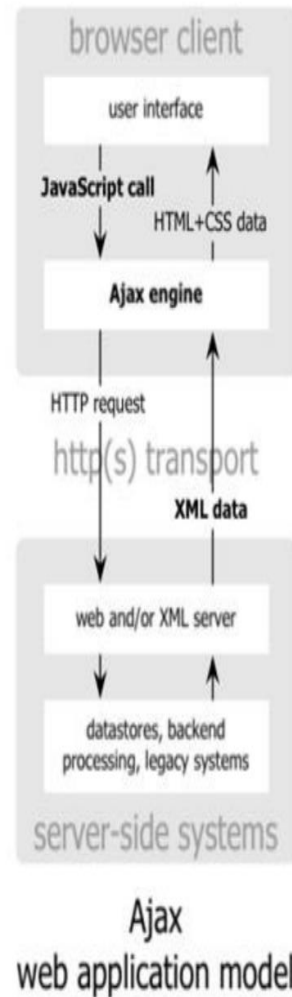 browser client
user interface
JavaScript call
HTML+CSS data
Ajax engine
HTTP request
http(s) transport
XML data
web and/or XML server
datastores, backend
processing, legacy systems
server-side systems
Ajax
web application model